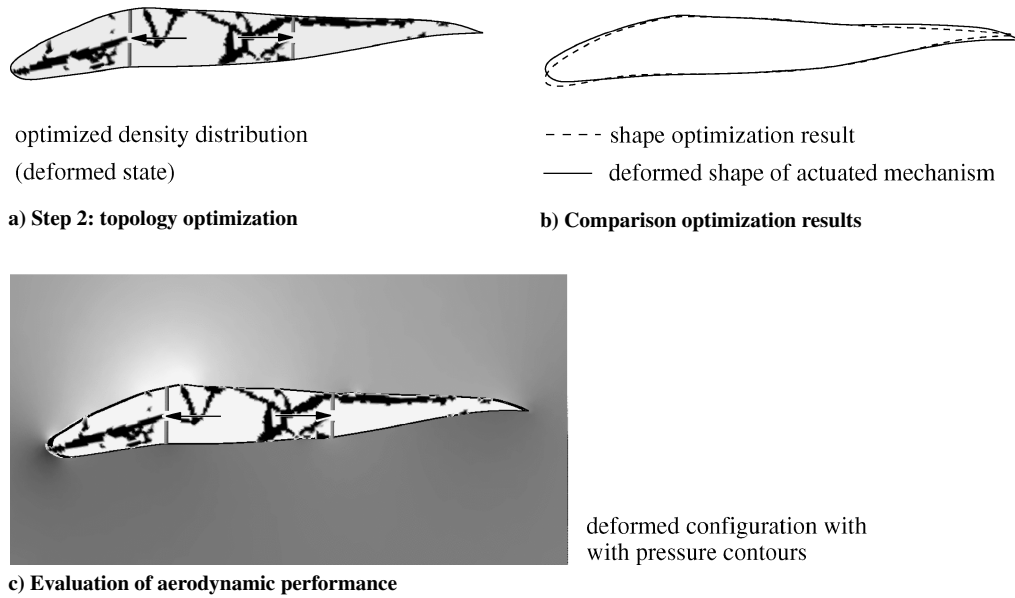 optimized density distribution
(deformed state)
a) Step 2: topology optimization
shape optimization result
deformed shape of actuated mechanism
b) Comparison optimization results
deformed configuration with
with pressure contours
c) Evaluation of aerodynamic performance